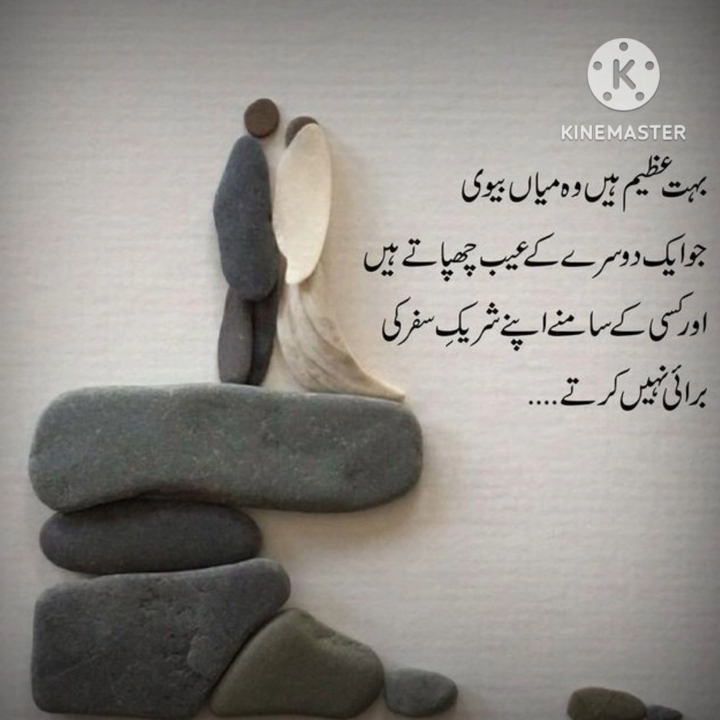 KINEMASTER
بہت عظیم ہیں وہ میاں بیوی
جو ایک دوسرے کے عیب چھپاتے ہیں
اور کسی کے سامنے اپنے شریکِ سفر کی
برائی نہیں کرتے....